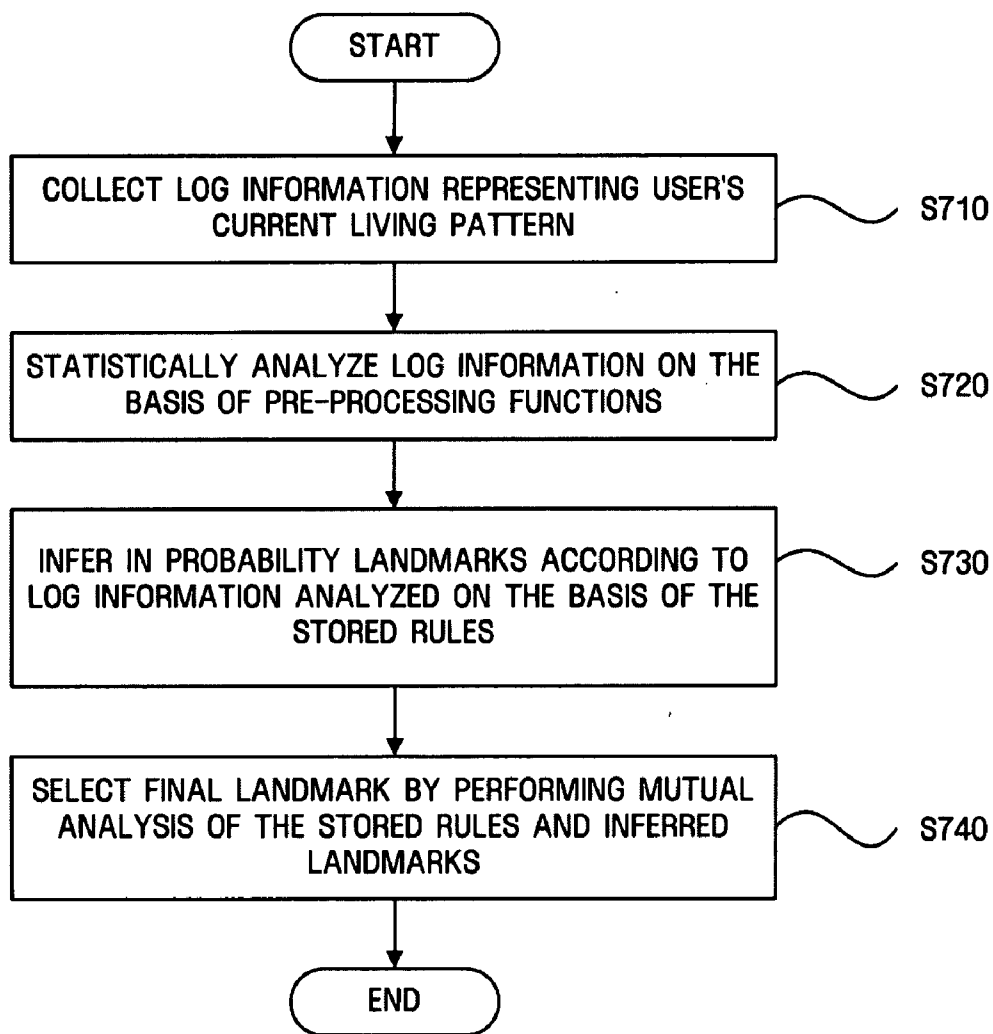 START
COLLECT LOG INFORMATION REPRESENTING USER'S
CURRENT LIVING PATTERN
S710
STATISTICALLY ANALYZE LOG INFORMATION ON THE
BASIS OF PRE-PROCESSING FUNCTIONS
S720
INFER IN PROBABILITY LANDMARKS ACCORDING TO
LOG INFORMATION ANALYZED ON THE BASIS OF THE
STORED RULES
S730
SELECT FINAL LANDMARK BY PERFORMING MUTUAL
ANALYSIS OF THE STORED RULES AND INFERRED
LANDMARKS
S740
END